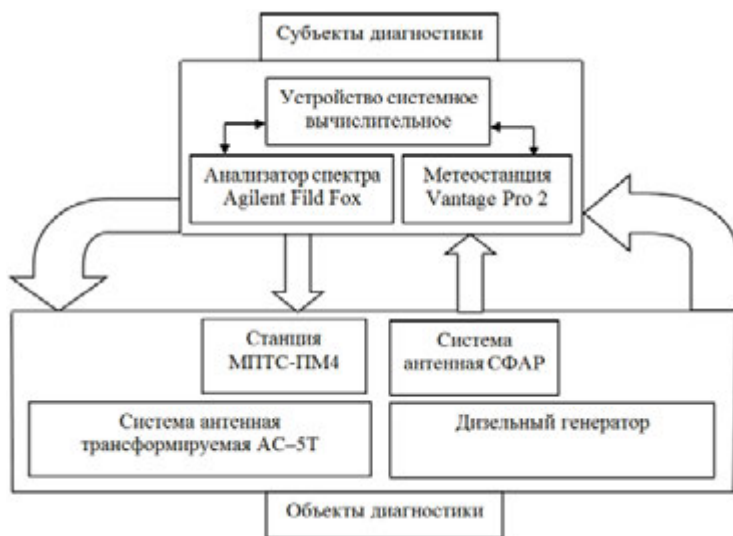 Субъекты диагностики
Устройство системное
вычислительное
Анализатор спектра
Agilent Fild Fox
Метеостанция
Vantage Pro 2
Станция
МПТС-ПМ4
Система
антенная СФАР
Система антенная
трансформируемая АС–5Т
Дизельный генератор
Объекты диагностики